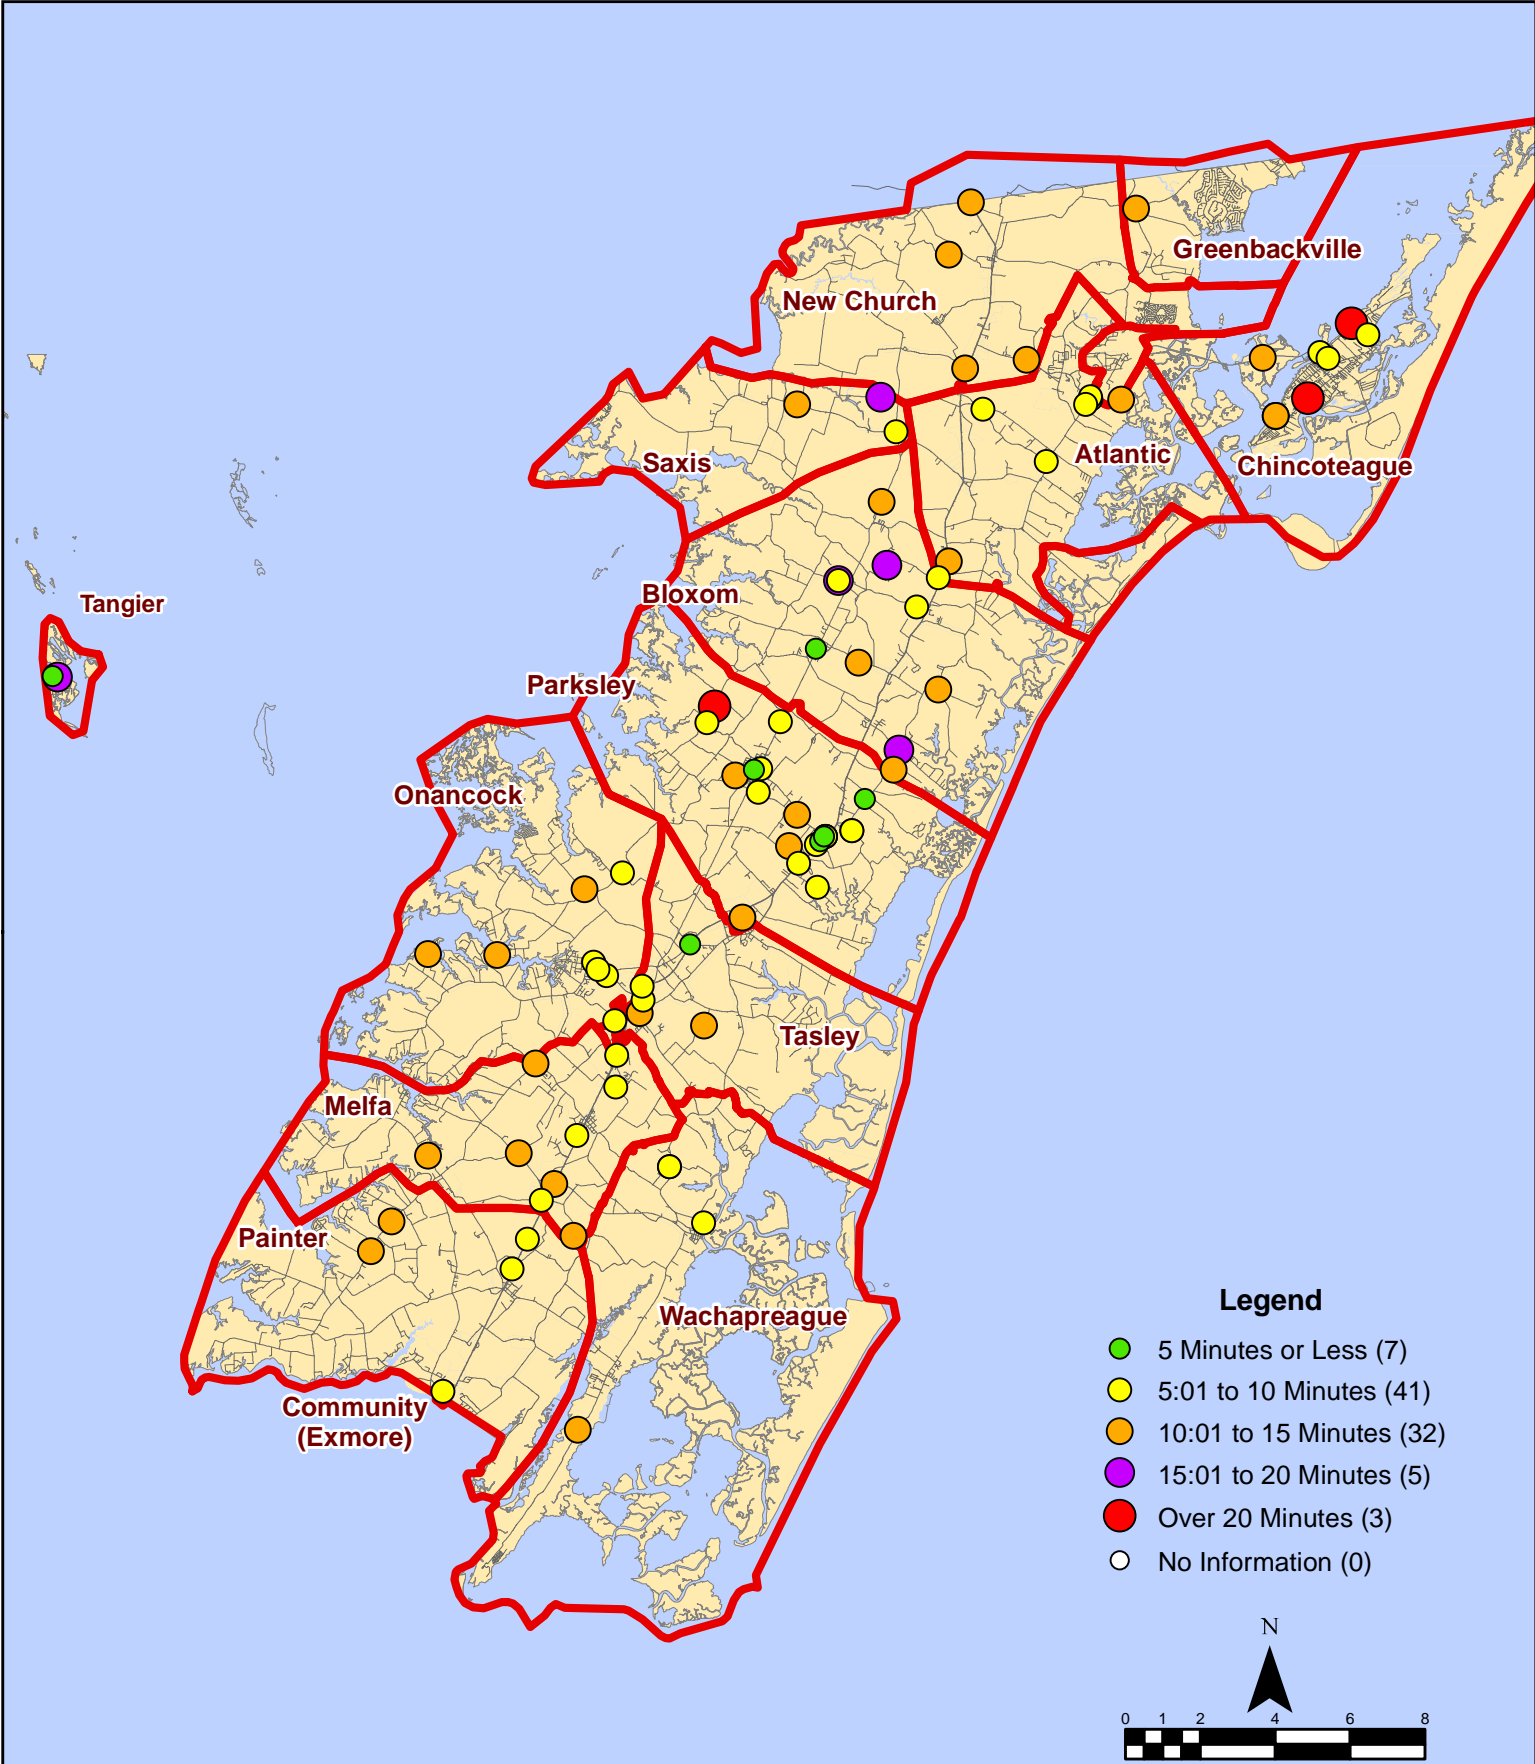 Greenbackville
New Church
Saxis
Atlantic
Chincoteague
Bloxom
Tangier
Parksley
Onancock
Tasley
Melfa
Painter
Wachapreague
Community
(Exmore)
Legend
5 Minutes or Less (7)
5:01 to 10 Minutes (41)
10:01 to 15 Minutes (32)
15:01 to 20 Minutes (5)
Over 20 Minutes (3)
No Information (0)
N
0 1 2 4 6 8